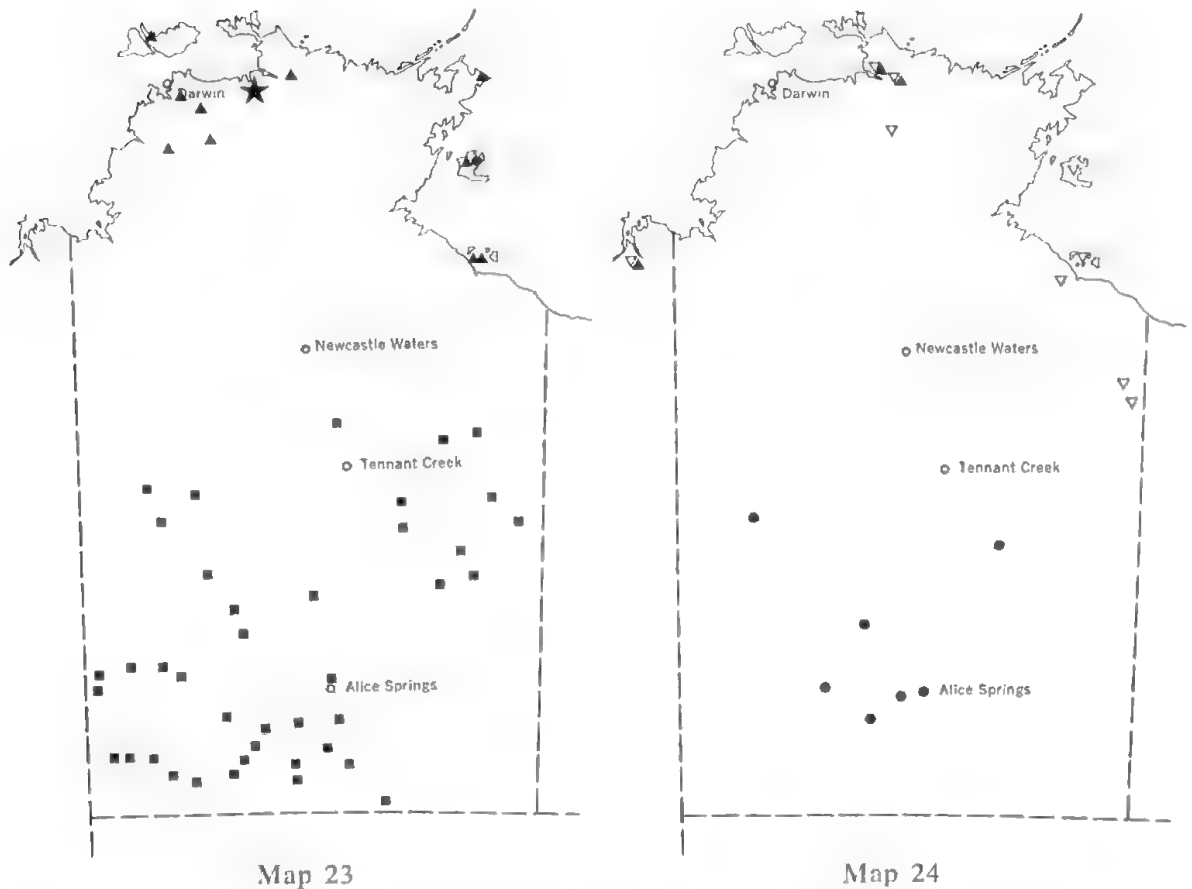 Darwin
Newcastle Waters
Tennant Creek
Alice Springs
Map 23
Darwin
Newcastle Waters
Tennant Creek
Alice Springs
Map 24